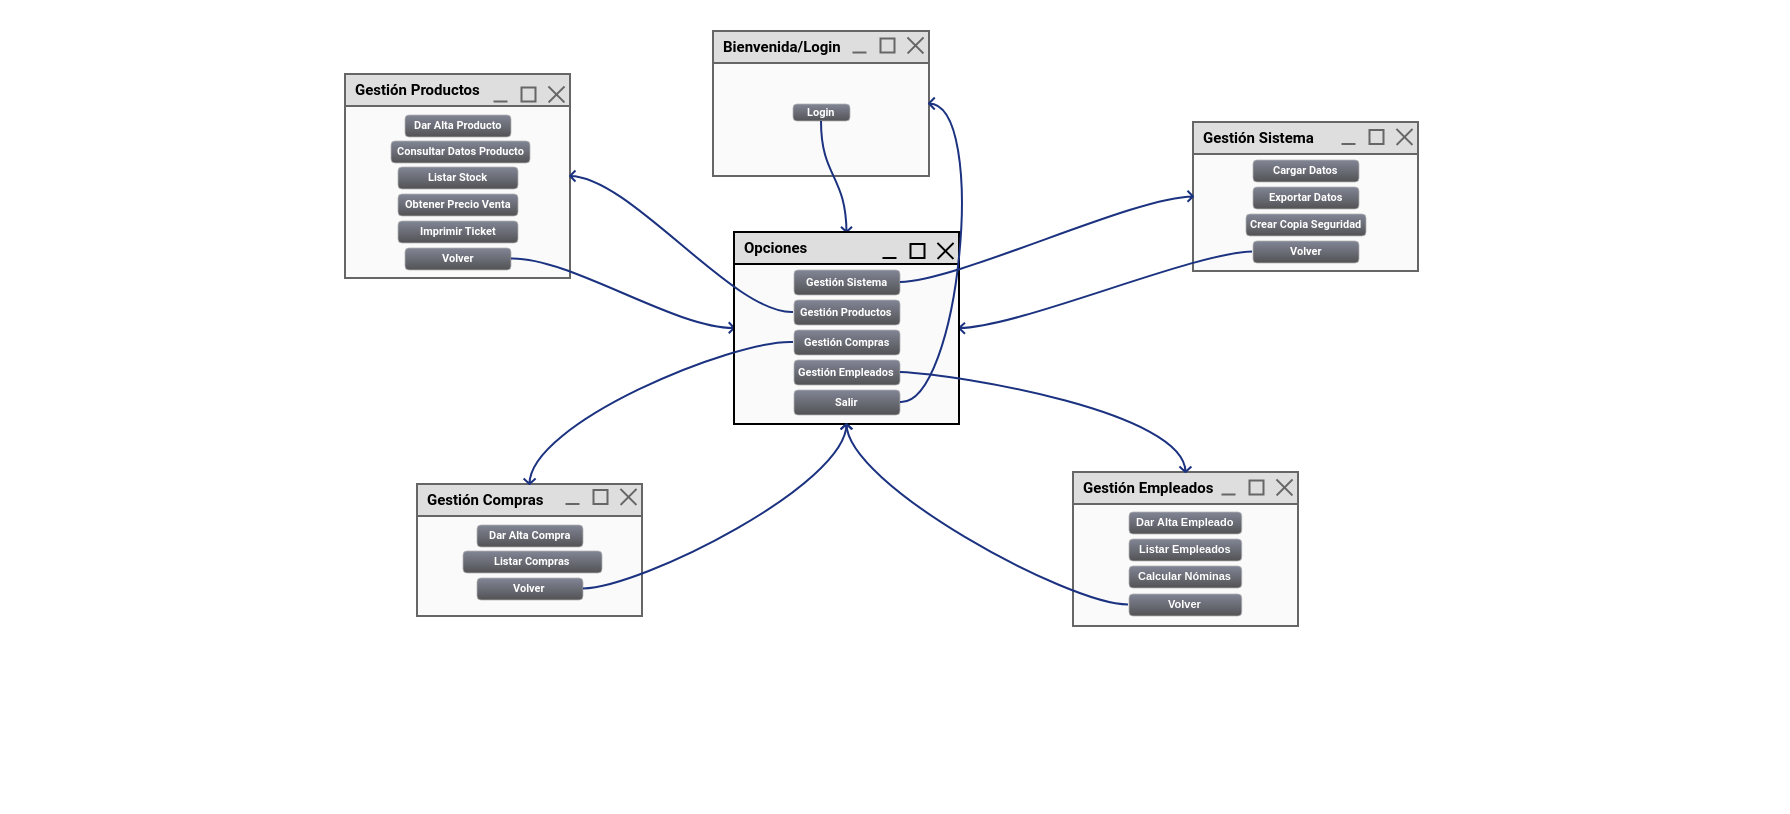 Bienvenida/Login
Login
Gestión Productos
Dar Alta Producto
Consultar Datos Producto
Listar Stock
Obtener Precio Venta
Imprimir Ticket
Volver
Gestión Sistema
Cargar Datos
Exportar Datos
Crear Copia Seguridad
Volver
Opciones
Gestión Sistema
Gestión Productos
Gestión Compras
Gestión Empleados
Salir
Gestión Compras
Dar Alta Compra
Listar Compras
Volver
Gestión Empleados
Dar Alta Empleado
Listar Empleados
Calcular Nóminas
Volver